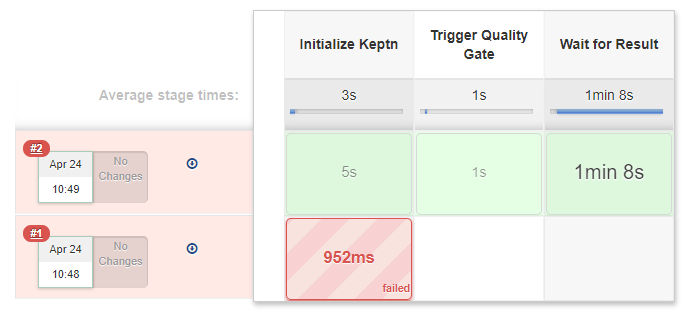 Initialize Keptn
Trigger Quality
Gate
Wait for Result
Average stage times:
3s
1s
1min 8s
#2
Apr 24
10:49
No
Changes
5s
1s
1min 8s
#1
Apr 24
10:48
No
Changes
952ms
failed